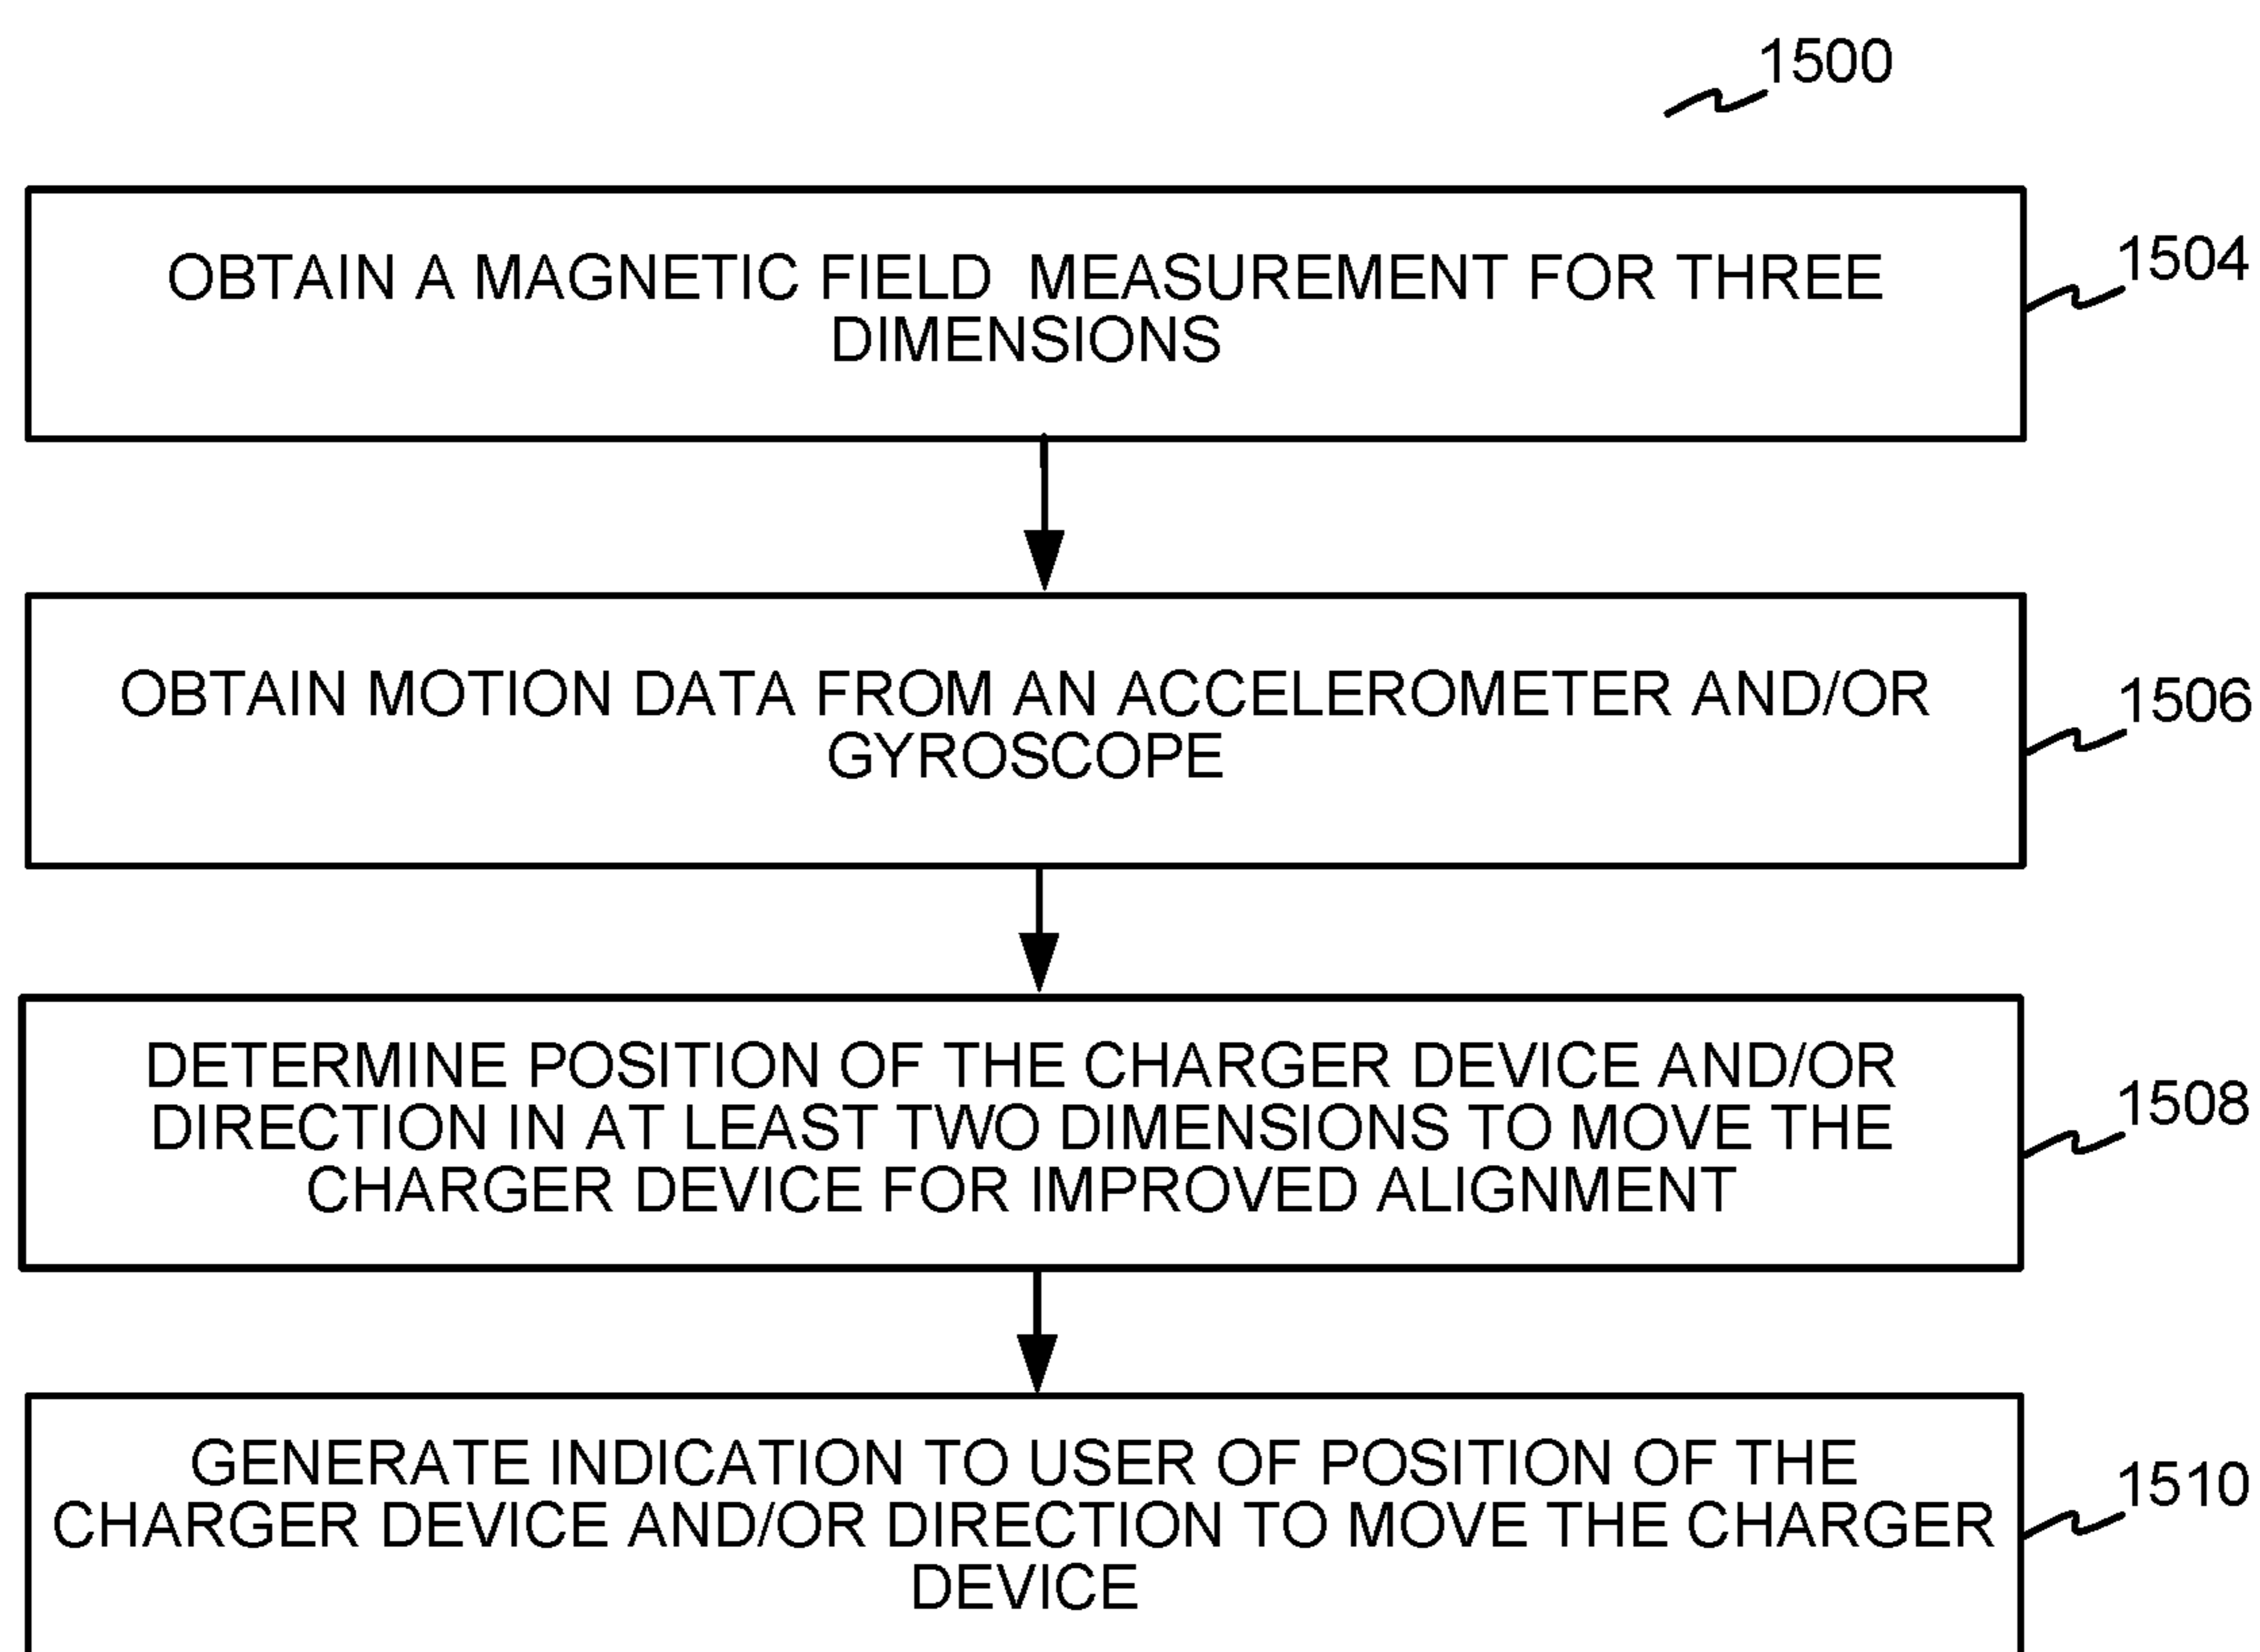 1500
OBTAIN A MAGNETIC FIELD MEASUREMENT FOR THREE
DIMENSIONS
1504
OBTAIN MOTION DATA FROM AN ACCELEROMETER AND/OR
GYROSCOPE
1506
DETERMINE POSITION OF THE CHARGER DEVICE AND/OR
DIRECTION IN AT LEAST TWO DIMENSIONS TO MOVE THE
CHARGER DEVICE FOR IMPROVED ALIGNMENT
1508
GENERATE INDICATION TO USER OF POSITION OF THE
CHARGER DEVICE AND/OR DIRECTION TO MOVE THE CHARGER
DEVICE
1510